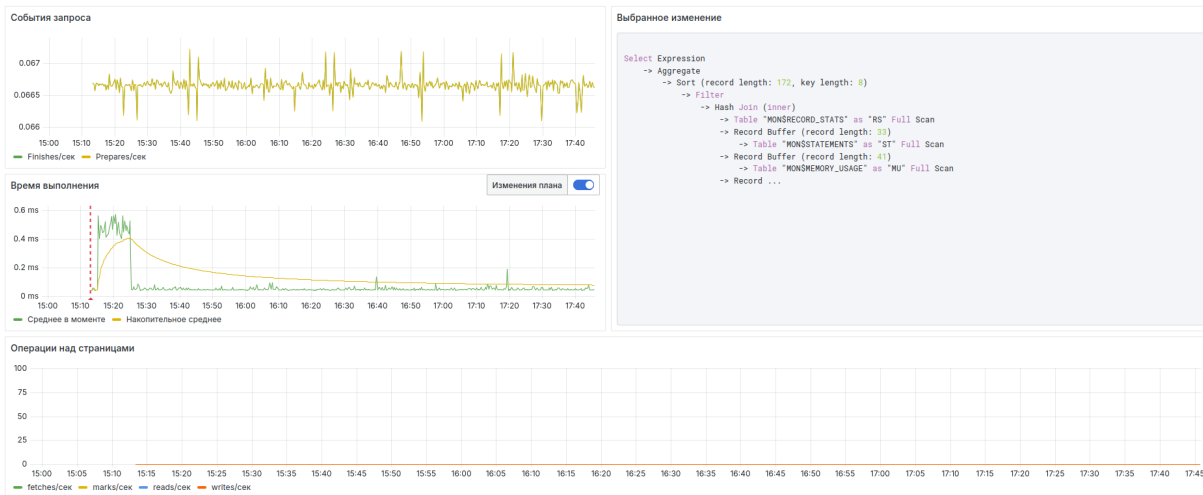 События запроса
0.067
0.0665
0.066
15:00 15:10 15:20 15:30 15:40 15:50 16:00 16:10 16:20 16:30 16:40 16:50 17:00 17:10 17:20 17:30 17:40
Finishes/сек Prepares/сек
Время выполнения
Изменения плана
0.6 ms
0.4 ms
0.2 ms
0 ms
15:00 15:10 15:20 15:30 15:40 15:50 16:00 16:10 16:20 16:30 16:40 16:50 17:00 17:10 17:20 17:30 17:40
Среднее в моменте Накопительное среднее
Выбранное изменение
Select Expression
-> Aggregate
-> Sort (record length: 172, key length: 8)
-> Filter
-> Hash Join (inner)
-> Table "MON$RECORD_STATS" as "RS" Full Scan
-> Record Buffer (record length: 33)
-> Table "MON$STATEMENTS" as "ST" Full Scan
-> Record Buffer (record length: 41)
-> Table "MON$MEMORY_USAGE" as "MU" Full Scan
-> Record ...
Операции над страницами
100
75
50
25
0
15:00 15:05 15:10 15:15 15:20 15:25 15:30 15:35 15:40 15:45 15:50 15:55 16:00 16:05 16:10 16:15 16:20 16:25 16:30 16:35 16:40 16:45 16:50 16:55 17:00 17:05 17:10 17:15 17:20 17:25 17:30 17:35 17:40 17:45
fetches/сек marks/сек reads/сек writes/сек